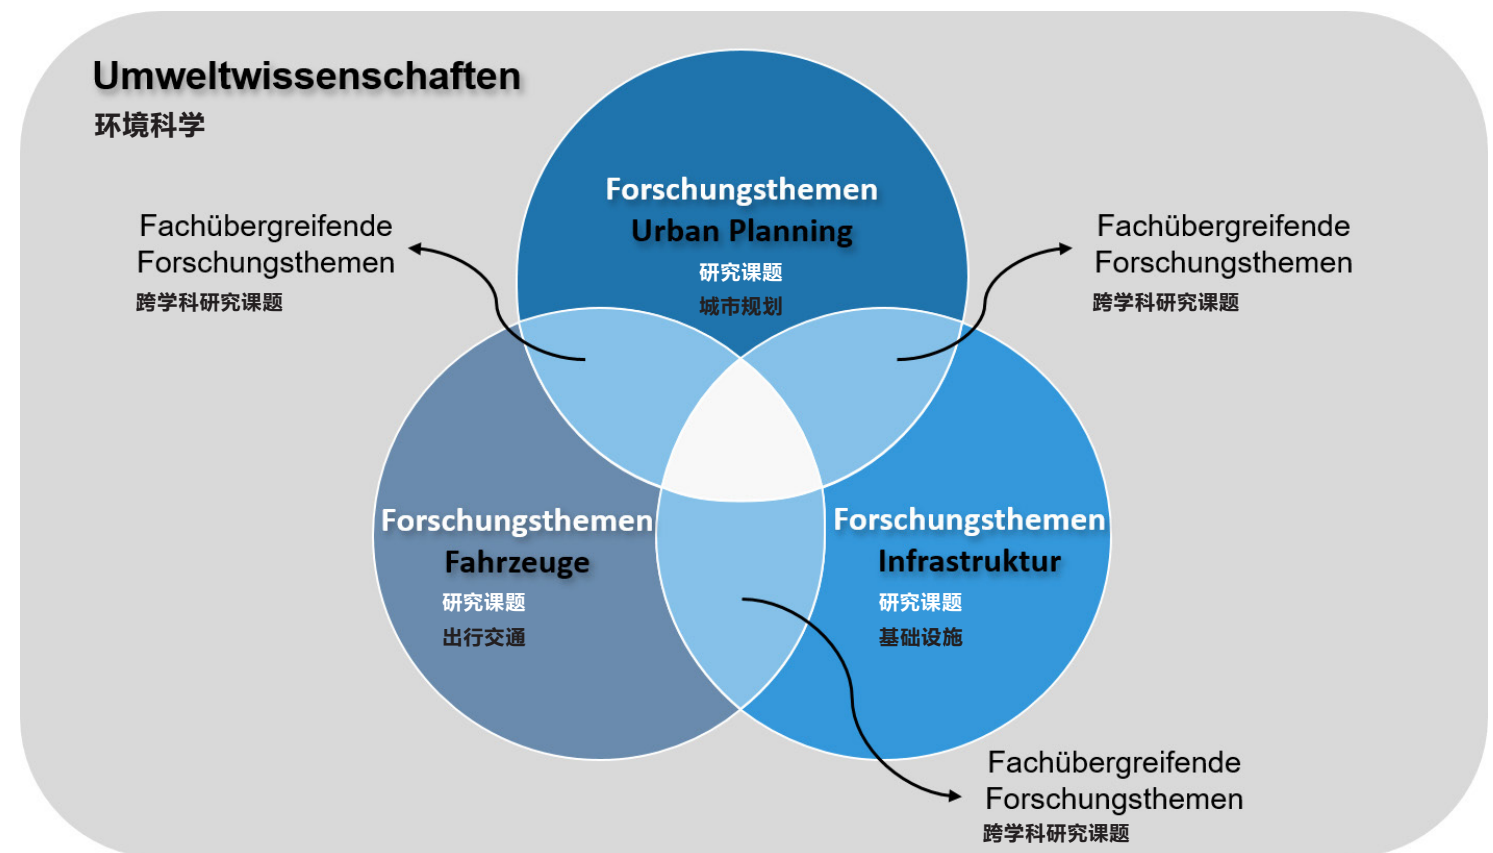 Umweltwissenschaften
环境科学
Forschungsthemen
Urban Planning
研究课题
城市规划
Fachübergreifende
Forschungsthemen
跨学科研究课题
Fachübergreifende
Forschungsthemen
跨学科研究课题
Forschungsthemen
Fahrzeuge
研究课题
出行交通
Forschungsthemen
Infrastruktur
研究课题
基础设施
Fachübergreifende
Forschungsthemen
跨学科研究课题